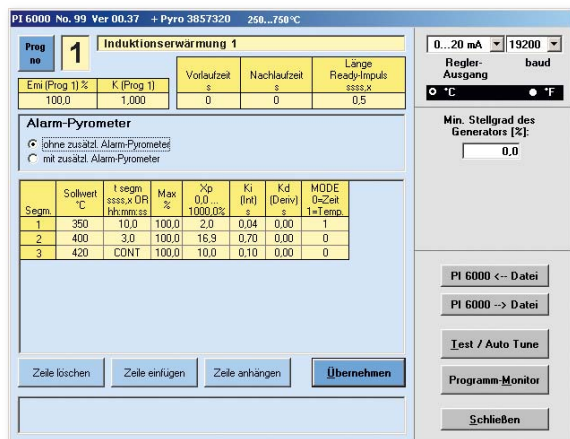 PI 6000 No. 99 Ver 00.37 + Pyro 3857320 250...750°C
Prog no
1
Induktionserwärmung 1
Emi (Prog 1) % K (Prog 1)
100,0 1,000
Vorlaufzeit s Nachlaufzeit s Länge Ready-Impuls ssss,x
0 0 0,5
0...20 mA 19200
Regler-Ausgang baud
°C °F
Alarm-Pyrometer
ohne zusätzl. Alarm-Pyrometer
mit zusätzl. Alarm-Pyrometer
Min. Stellgrad des Generators [%]:
0,0
Segm. Sollwert °C t segm ssss,x OR hh:mm:ss Max % Xp 0,0 ... 1000,0% Ki (Int) s Kd (Deriv) s MODE 0=Zeit 1=Temp.
1 350 10,0 100,0 2,0 0,04 0,00 1
2 400 3,0 100,0 16,9 0,70 0,00 0
3 420 CONT 100,0 10,0 0,10 0,00 0
PI 6000 <-- Datei
PI 6000 --> Datei
Test / Auto Tune
Programm-Monitor
Schließen
Zeile löschen Zeile einfügen Zeile anhängen Übernehmen